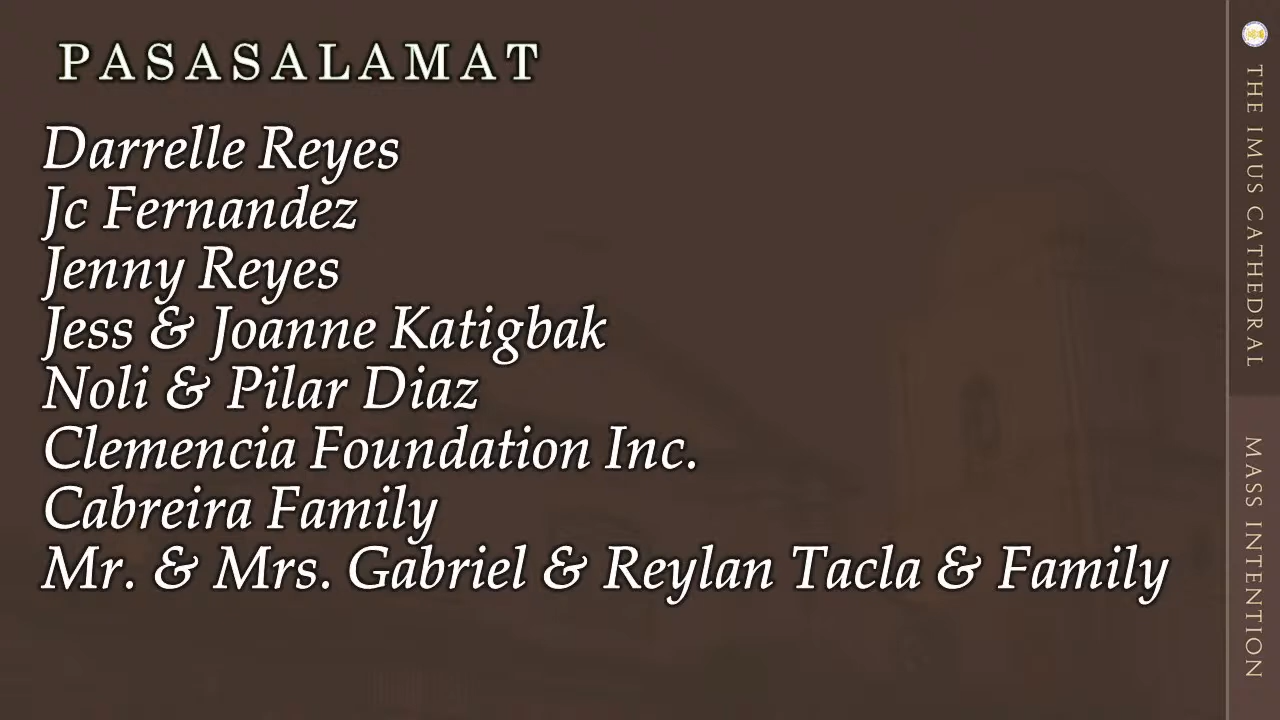 PASASALAMAT
Darrelle Reyes
Jc Fernandez
Jenny Reyes
Jess & Joanne Katigbak
Noli & Pilar Diaz
Clemencia Foundation Inc.
Cabreira Family
Mr. & Mrs. Gabriel & Reylan Tacla & Family
THE IMUS CATHEDRAL
MASS INTENTION